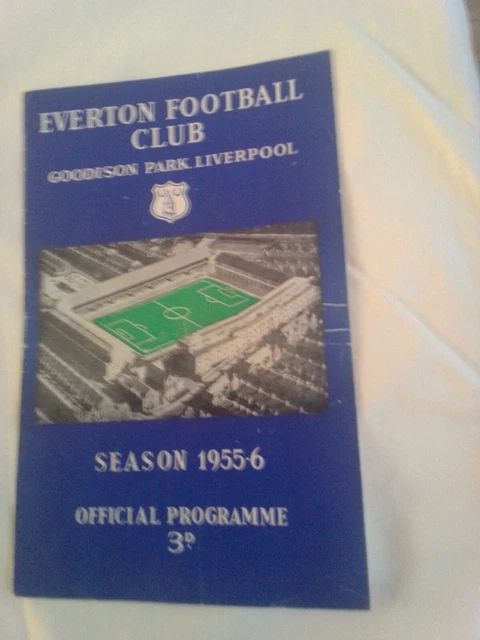 EVERTON FOOTBALL
CLUB
GOODISON PARK. LIVERPOOL
SEASON 1955-6
OFFICIAL PROGRAMME
3D